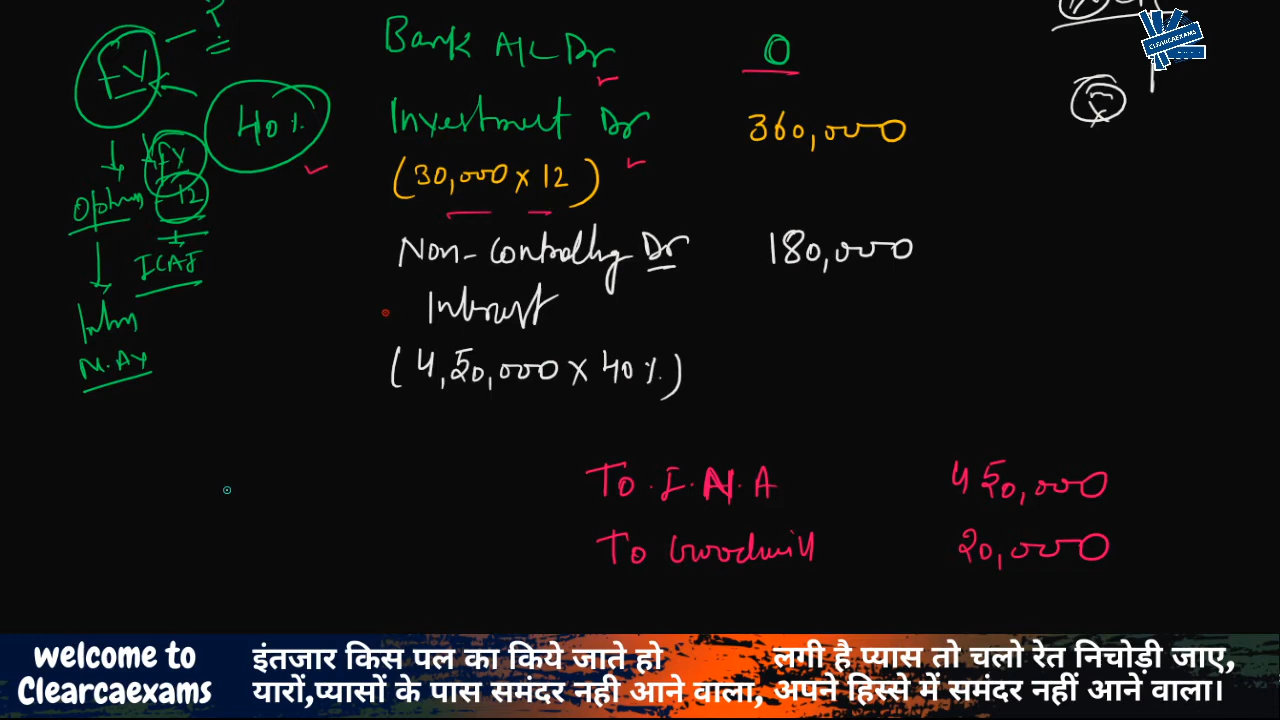 ?
FV
40%
FV
12
ICAI
Bank A/C Dr 0
Investment Dr 360,000
(30,000 × 12)
Non-Controlling Dr 180,000
Interest
(4,50,000 × 40%)
To I.N.A 450,000
To Goodwill 20,000
CLEARCAEXAMS
welcome to
Clearcaexams
इंतजार किस पल का किये जाते हो
यारों,प्यासों के पास समंदर नही आने वाला,
लगी है प्यास तो चलो रेत निचोड़ी जाए,
अपने हिस्से में समंदर नहीं आने वाला।